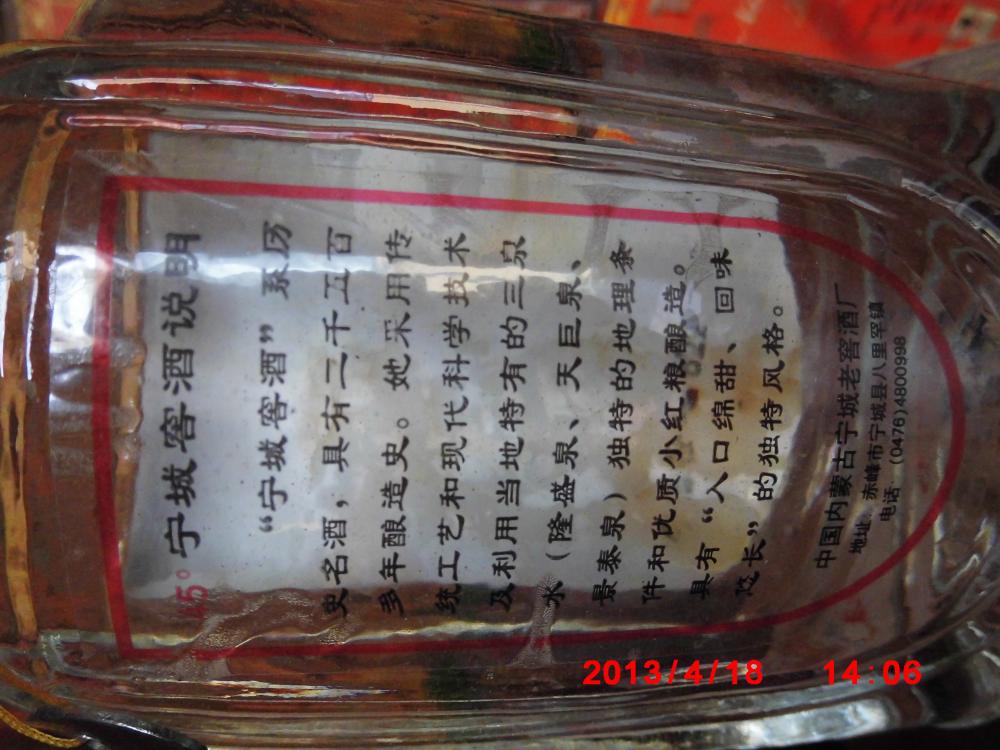 45°宁城窖酒说明
“宁城窖酒”系历
史名酒，具有二千五百
多年酿造史。她采用传
统工艺和现代科学技术
及利用当地特有的三泉
水（隆盛泉、天巨泉、
景泰泉）独特的地理条
件和优质小红粮酿造。
具有“入口绵甜、回味
悠长”的独特风格。
中国内蒙古宁城老窖酒厂
地址：赤峰市宁城县八里罕镇
电话：(0476)4800998
2013/4/18 14:06